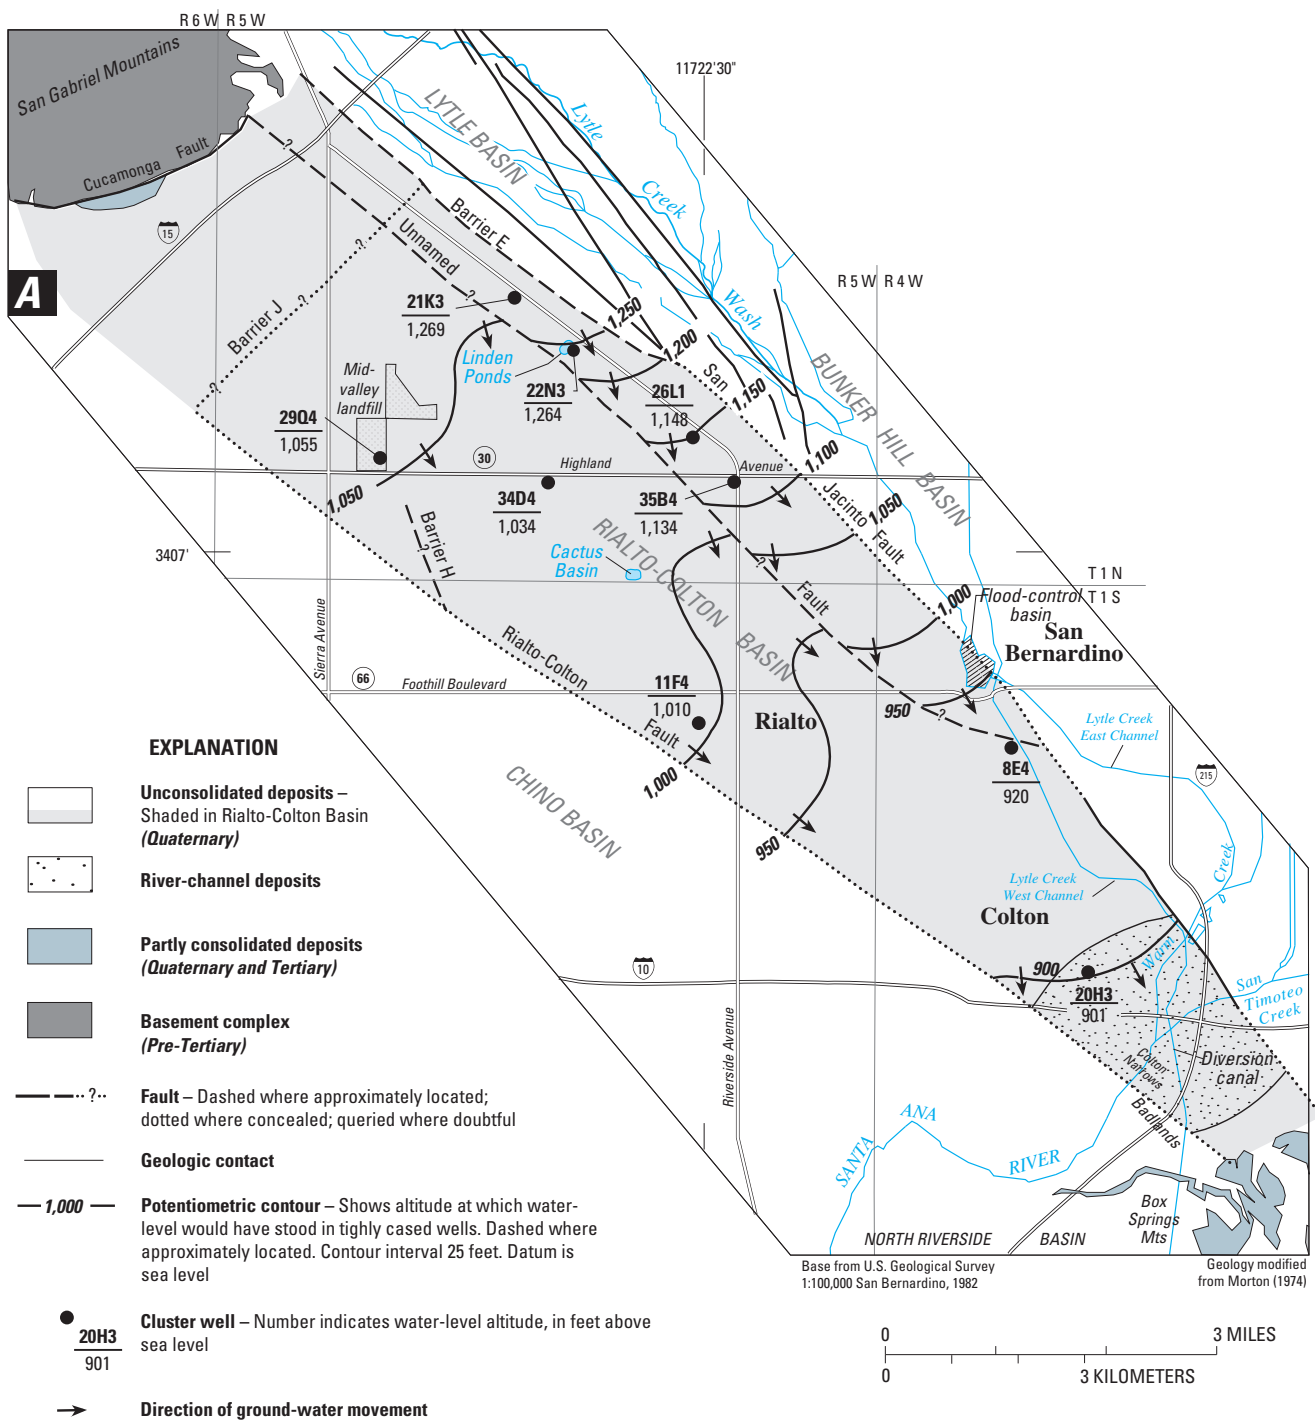 R 6 W R 5 W
San Gabriel Mountains
11722'30"
Cucamonga Fault
LYTLE BASIN
Lytle
Creek
Wash
15
A
Barrier J
?
?
?
?
Unnamed
?
Barrier E
R 5 W R 4 W
21K3
1,269
1,250
1,200
1,150
1,100
1,050
1,000
950
Linden
Ponds
Mid-
valley
landfill
22N3
1,264
26L1
1,148
San
Jacinto
Fault
BUNKER HILL BASIN
29Q4
1,055
30
Highland
Avenue
1,050
34D4
1,034
35B4
1,134
Barrier H
?
3407'
RIALTO-COLTON BASIN
Cactus
Basin
?
Fault
T 1 N
T 1 S
Flood-control
basin
San
Bernardino
Sierra Avenue
Rialto-Colton
Fault
66
Foothill Boulevard
11F4
1,010
Rialto
?
Lytle Creek
East Channel
8E4
920
215
1,000
950
CHINO BASIN
Lytle Creek
West Channel
Creek
Warm
Colton
10
900
20H3
901
San
Timoteo
Creek
Riverside Avenue
Colton
Narrows
Diversion
canal
Badlands
SANTA
ANA
RIVER
Box
Springs
Mts
NORTH RIVERSIDE BASIN
Base from U.S. Geological Survey
1:100,000 San Bernardino, 1982
Geology modified
from Morton (1974)
EXPLANATION
Unconsolidated deposits –
Shaded in Rialto-Colton Basin
(Quaternary)
River-channel deposits
Partly consolidated deposits
(Quaternary and Tertiary)
Basement complex
(Pre-Tertiary)
?
Fault – Dashed where approximately located;
dotted where concealed; queried where doubtful
Geologic contact
1,000
Potentiometric contour – Shows altitude at which water-
level would have stood in tighly cased wells. Dashed where
approximately located. Contour interval 25 feet. Datum is
sea level
20H3
901
Cluster well – Number indicates water-level altitude, in feet above
sea level
Direction of ground-water movement
0 3 MILES
0 3 KILOMETERS